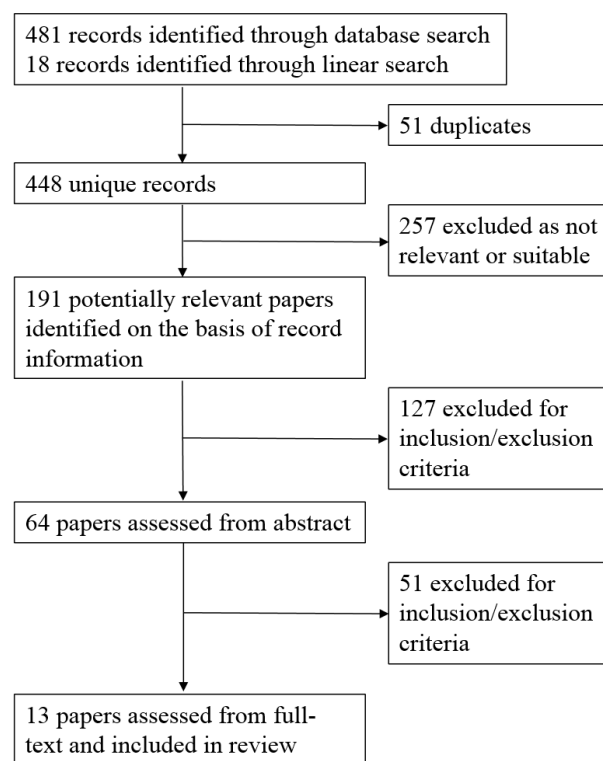 481 records identified through database search
18 records identified through linear search
51 duplicates
448 unique records
257 excluded as not
relevant or suitable
191 potentially relevant papers
identified on the basis of record
information
127 excluded for
inclusion/exclusion
criteria
64 papers assessed from abstract
51 excluded for
inclusion/exclusion
criteria
13 papers assessed from full-
text and included in review